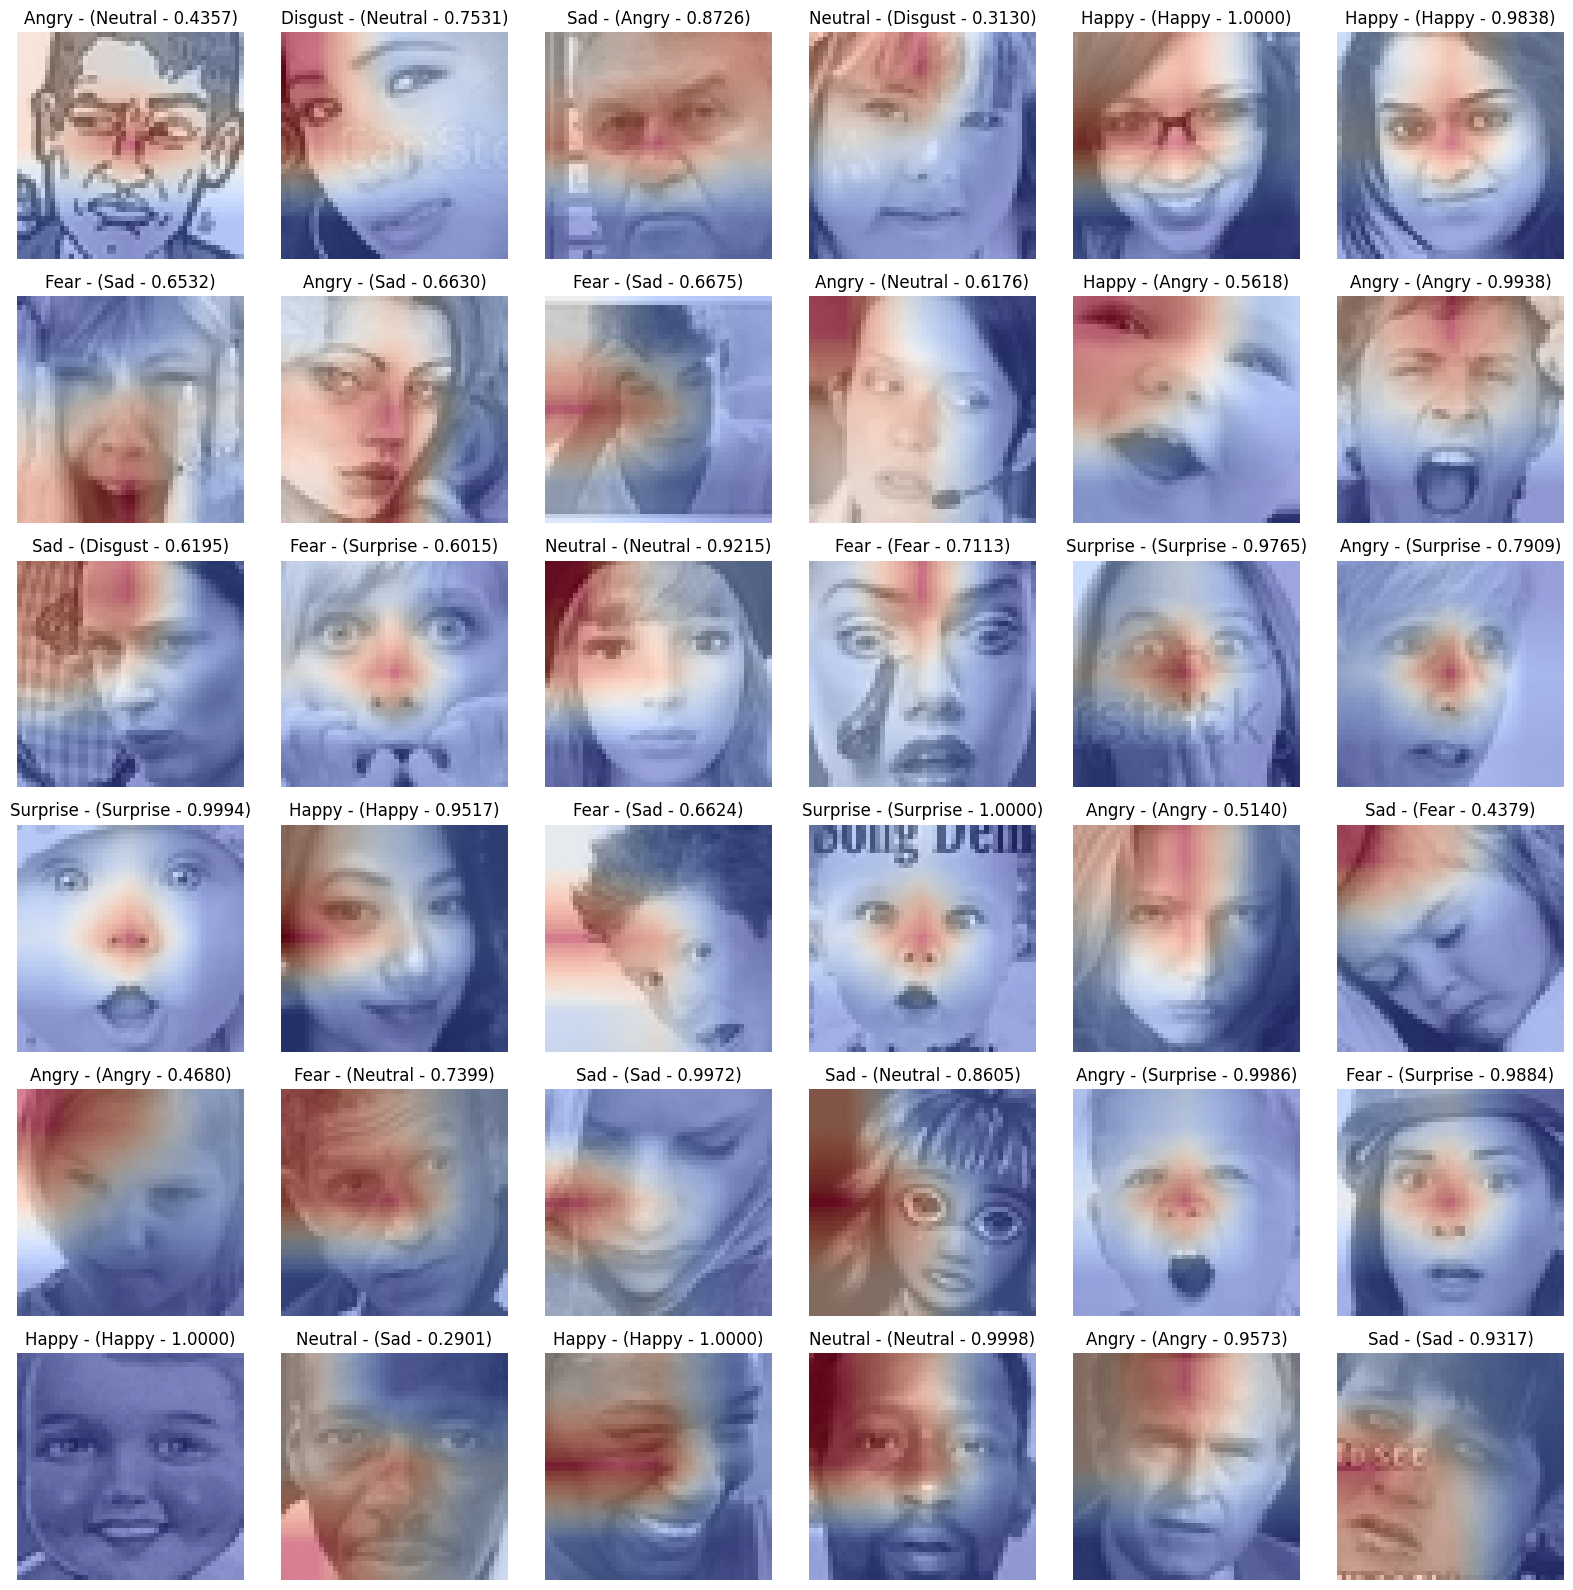 Angry - (Neutral - 0.4357)
Disgust - (Neutral - 0.7531)
Sad - (Angry - 0.8726)
Neutral - (Disgust - 0.3130)
Happy - (Happy - 1.0000)
Happy - (Happy - 0.9838)
Fear - (Sad - 0.6532)
Angry - (Sad - 0.6630)
Fear - (Sad - 0.6675)
Angry - (Neutral - 0.6176)
Happy - (Angry - 0.5618)
Angry - (Angry - 0.9938)
Sad - (Disgust - 0.6195)
Fear - (Surprise - 0.6015)
Neutral - (Neutral - 0.9215)
Fear - (Fear - 0.7113)
Surprise - (Surprise - 0.9765)
Angry - (Surprise - 0.7909)
Surprise - (Surprise - 0.9994)
Happy - (Happy - 0.9517)
Fear - (Sad - 0.6624)
Surprise - (Surprise - 1.0000)
Angry - (Angry - 0.5140)
Sad - (Fear - 0.4379)
Angry - (Angry - 0.4680)
Fear - (Neutral - 0.7399)
Sad - (Sad - 0.9972)
Sad - (Neutral - 0.8605)
Angry - (Surprise - 0.9986)
Fear - (Surprise - 0.9884)
Happy - (Happy - 1.0000)
Neutral - (Sad - 0.2901)
Happy - (Happy - 1.0000)
Neutral - (Neutral - 0.9998)
Angry - (Angry - 0.9573)
Sad - (Sad - 0.9317)
to see